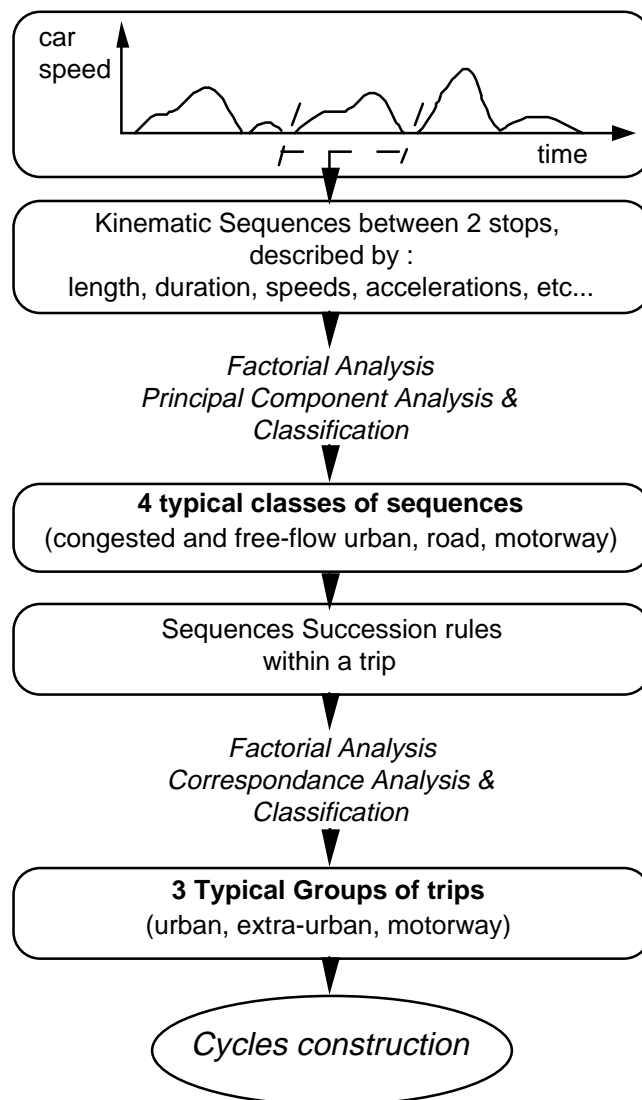 car
speed
time
Kinematic Sequences between 2 stops,
described by :
length, duration, speeds, accelerations, etc...
Factorial Analysis
Principal Component Analysis &
Classification
4 typical classes of sequences
(congested and free-flow urban, road, motorway)
Sequences Succession rules
within a trip
Factorial Analysis
Correspondance Analysis &
Classification
3 Typical Groups of trips
(urban, extra-urban, motorway)
Cycles construction